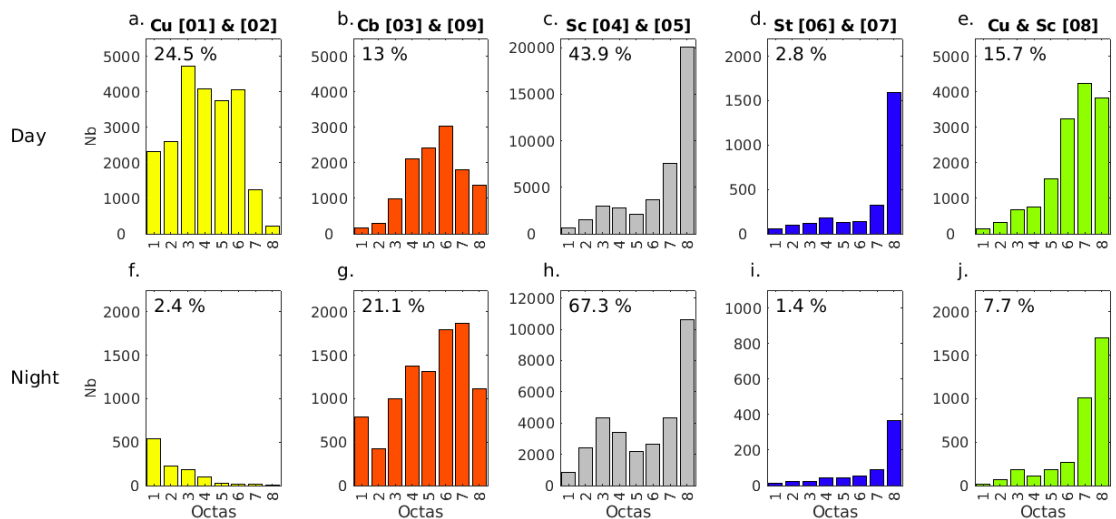 a. b. c. d. e.
Cu [01] & [02] Cb [03] & [09] Sc [04] & [05] St [06] & [07] Cu & Sc [08]
24.5 % 13 % 43.9 % 2.8 % 15.7 %
Day
Nb
5000 5000 20000 2000 5000
4000 4000 15000 1500 4000
3000 3000 10000 1000 3000
2000 2000 5000 500 2000
1000 1000 0 0 1000
0 0 0
1 2 3 4 5 6 7 8 1 2 3 4 5 6 7 8 1 2 3 4 5 6 7 8 1 2 3 4 5 6 7 8 1 2 3 4 5 6 7 8
f. g. h. i. j.
2.4 % 21.1 % 67.3 % 1.4 % 7.7 %
Night
Nb
2000 2000 12000 1000 2000
1500 1500 10000 800 1500
1000 1000 8000 600 1000
500 500 6000 400 500
0 0 4000 200 0
2000 0
0
1 2 3 4 5 6 7 8 1 2 3 4 5 6 7 8 1 2 3 4 5 6 7 8 1 2 3 4 5 6 7 8 1 2 3 4 5 6 7 8
Octas Octas Octas Octas Octas